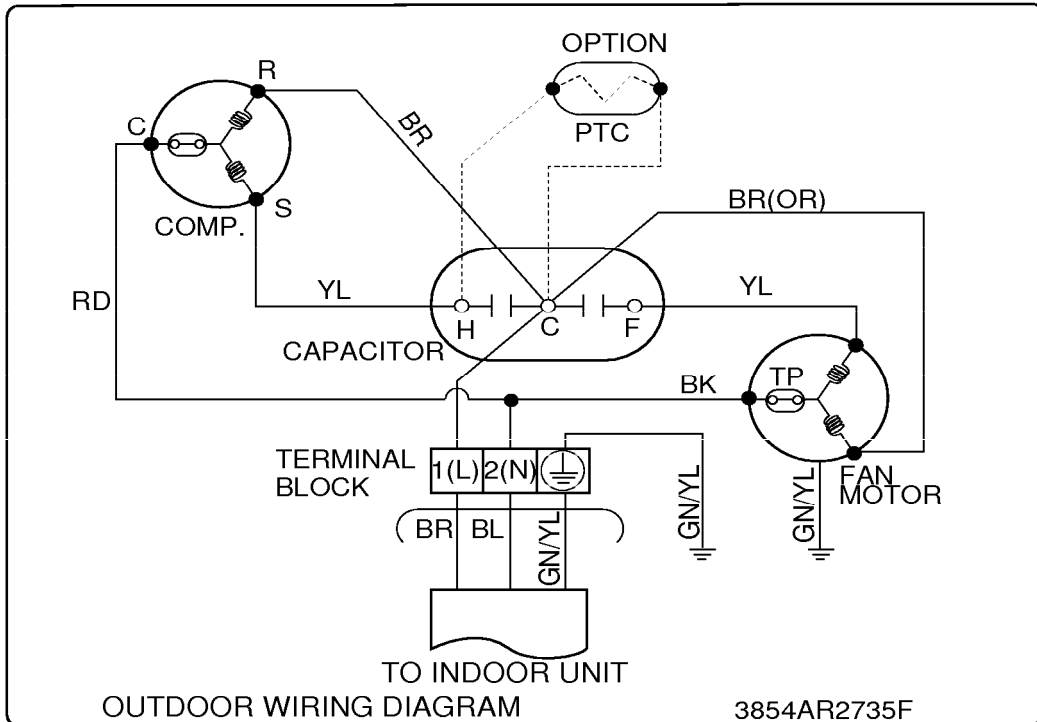 OPTION
PTC
R
C
S
COMP.
BR
BR(OR)
RD
YL
YL
H
C
F
CAPACITOR
BK
TP
TERMINAL
BLOCK
1(L)
2(N)
FAN
MOTOR
GN/YL
GN/YL
BR
BL
GN/YL
TO INDOOR UNIT
OUTDOOR WIRING DIAGRAM
3854AR2735F